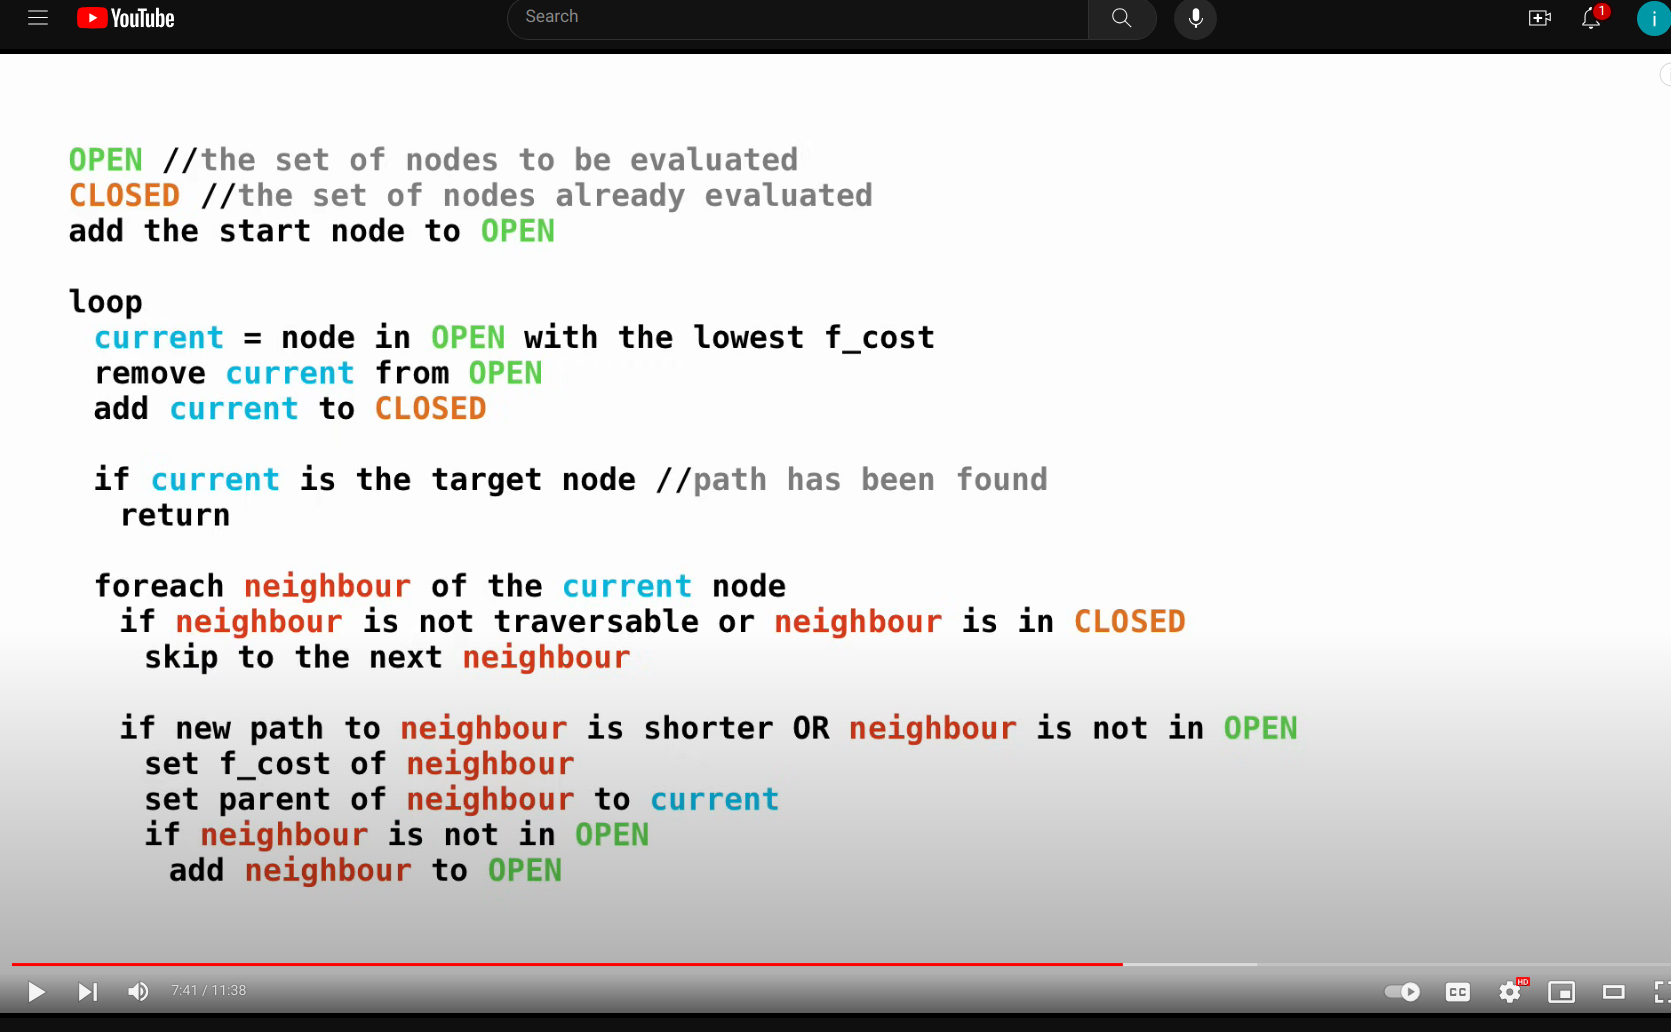 YouTube
Search
1
i
OPEN //the set of nodes to be evaluated
CLOSED //the set of nodes already evaluated
add the start node to OPEN
loop
current = node in OPEN with the lowest f_cost
remove current from OPEN
add current to CLOSED
if current is the target node //path has been found
return
foreach neighbour of the current node
if neighbour is not traversable or neighbour is in CLOSED
skip to the next neighbour
if new path to neighbour is shorter OR neighbour is not in OPEN
set f_cost of neighbour
set parent of neighbour to current
if neighbour is not in OPEN
add neighbour to OPEN
7:41 / 11:38
CC
HD